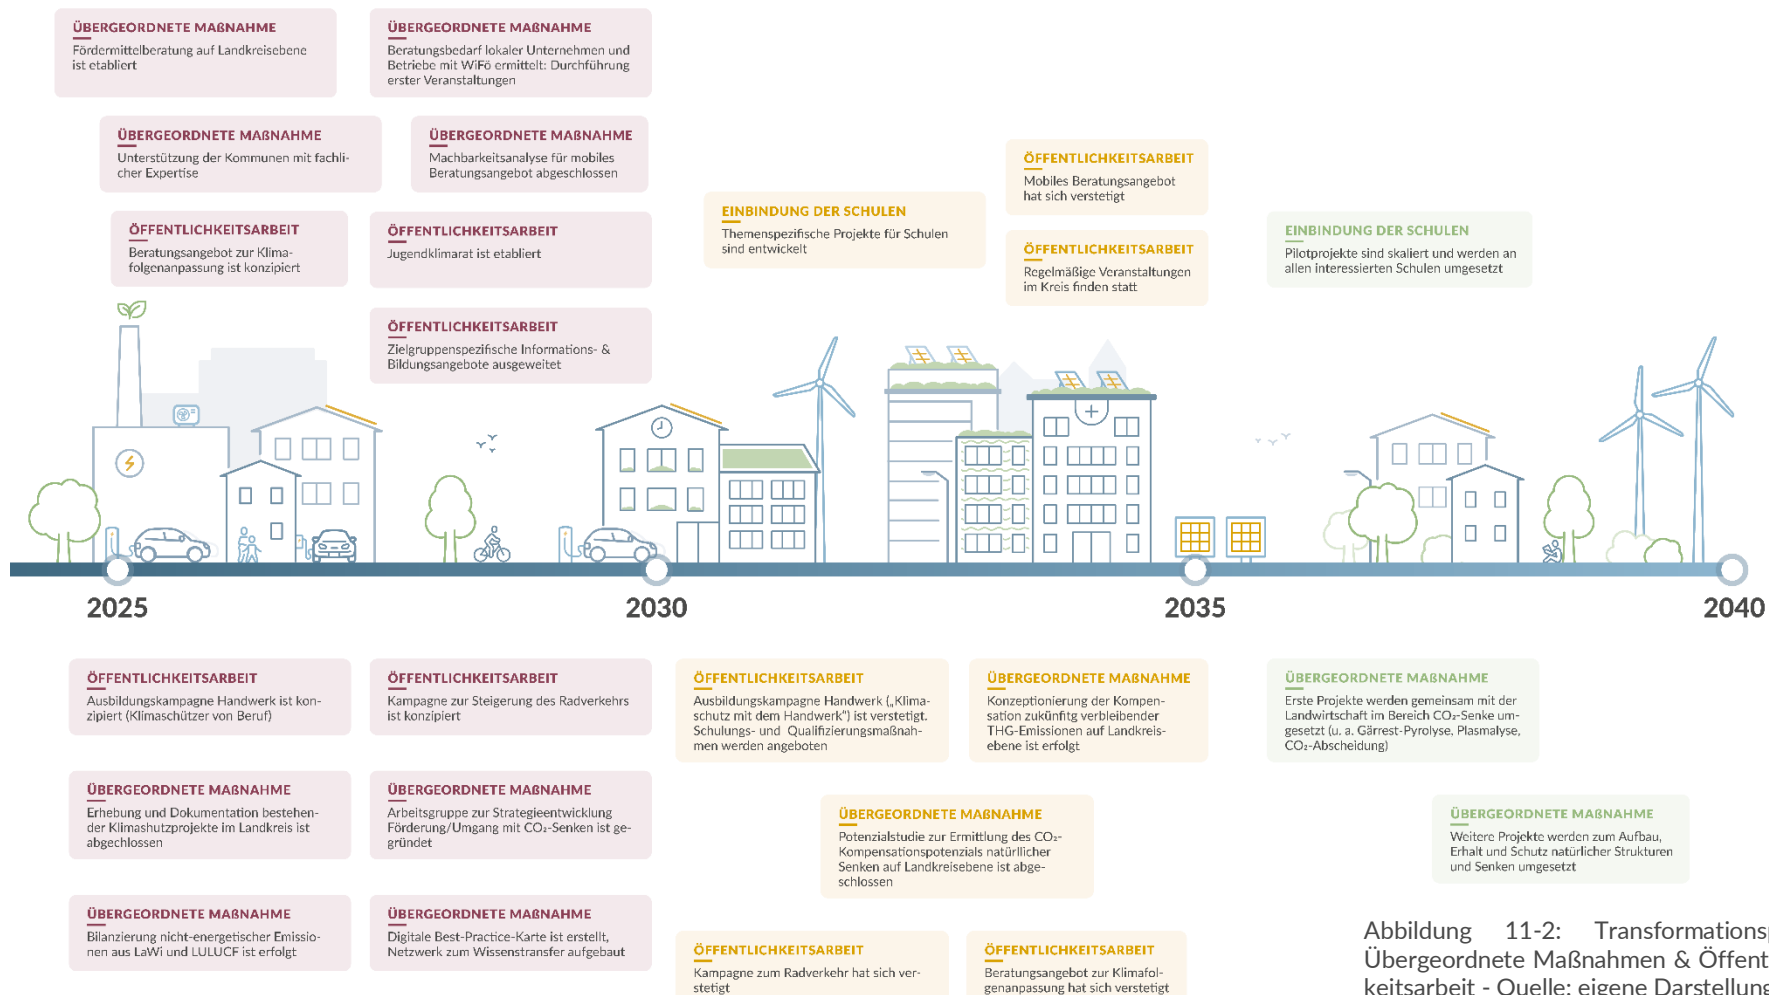 ÜBERGEORDNETE MAßNAHME
Fördermittelberatung auf Landkreisebene
ist etabliert
ÜBERGEORDNETE MAßNAHME
Beratungsbedarf lokaler Unternehmen und
Betriebe mit WiFö ermittelt: Durchführung
erster Veranstaltungen
ÜBERGEORDNETE MAßNAHME
Unterstützung der Kommunen mit fachli-
cher Expertise
ÜBERGEORDNETE MAßNAHME
Machbarkeitsanalyse für mobiles
Beratungsangebot abgeschlossen
ÖFFENTLICHKEITSARBEIT
Beratungsangebot zur Klima-
folgenanpassung ist konzipiert
ÖFFENTLICHKEITSARBEIT
Jugendklimarat ist etabliert
ÖFFENTLICHKEITSARBEIT
Zielgruppenspezifische Informations- &
Bildungsangebote ausgeweitet
EINBINDUNG DER SCHULEN
Themenspezifische Projekte für Schulen
sind entwickelt
ÖFFENTLICHKEITSARBEIT
Mobiles Beratungsangebot
hat sich verstetigt
ÖFFENTLICHKEITSARBEIT
Regelmäßige Veranstaltungen
im Kreis finden statt
EINBINDUNG DER SCHULEN
Pilotprojekte sind skaliert und werden an
allen interessierten Schulen umgesetzt
2025
2030
2035
2040
ÖFFENTLICHKEITSARBEIT
Ausbildungskampagne Handwerk ist kon-
zipiert (Klimaschützer von Beruf)
ÖFFENTLICHKEITSARBEIT
Kampagne zur Steigerung des Radverkehrs
ist konzipiert
ÖFFENTLICHKEITSARBEIT
Ausbildungskampagne Handwerk („Klima-
schutz mit dem Handwerk“) ist verstetigt.
Schulungs- und Qualifizierungsmaßnah-
men werden angeboten
ÜBERGEORDNETE MAßNAHME
Konzeptionierung der Kompen-
sation zukünfitg verbleibender
THG-Emissionen auf Landkreis-
ebene ist erfolgt
ÜBERGEORDNETE MAßNAHME
Erste Projekte werden gemeinsam mit der
Landwirtschaft im Bereich CO₂-Senke um-
gesetzt (u. a. Gärrest-Pyrolyse, Plasmalyse,
CO₂-Abscheidung)
ÜBERGEORDNETE MAßNAHME
Erhebung und Dokumentation bestehen-
der Klimashutzprojekte im Landkreis ist
abgechlossen
ÜBERGEORDNETE MAßNAHME
Arbeitsgruppe zur Strategieentwicklung
Förderung/Umgang mit CO₂-Senken ist ge-
gründet
ÜBERGEORDNETE MAßNAHME
Potenzialstudie zur Ermittlung des CO₂-
Kompensationspotenzials natürllicher
Senken auf Landkreisebene ist abge-
schlossen
ÜBERGEORDNETE MAßNAHME
Weitere Projekte werden zum Aufbau,
Erhalt und Schutz natürlicher Strukturen
und Senken umgesetzt
ÜBERGEORDNETE MAßNAHME
Bilanzierung nicht-energetischer Emissio-
nen aus LaWi und LULUCF ist erfolgt
ÜBERGEORDNETE MAßNAHME
Digitale Best-Practice-Karte ist erstellt,
Netzwerk zum Wissenstransfer aufgebaut
ÖFFENTLICHKEITSARBEIT
Kampagne zum Radverkehr hat sich ver-
stetigt
ÖFFENTLICHKEITSARBEIT
Beratungsangebot zur Klimafol-
genanpassung hat sich verstetigt
Abbildung 11-2: Transformationsp
Übergeordnete Maßnahmen & Öffent
keitsarbeit - Quelle: eigene Darstellung